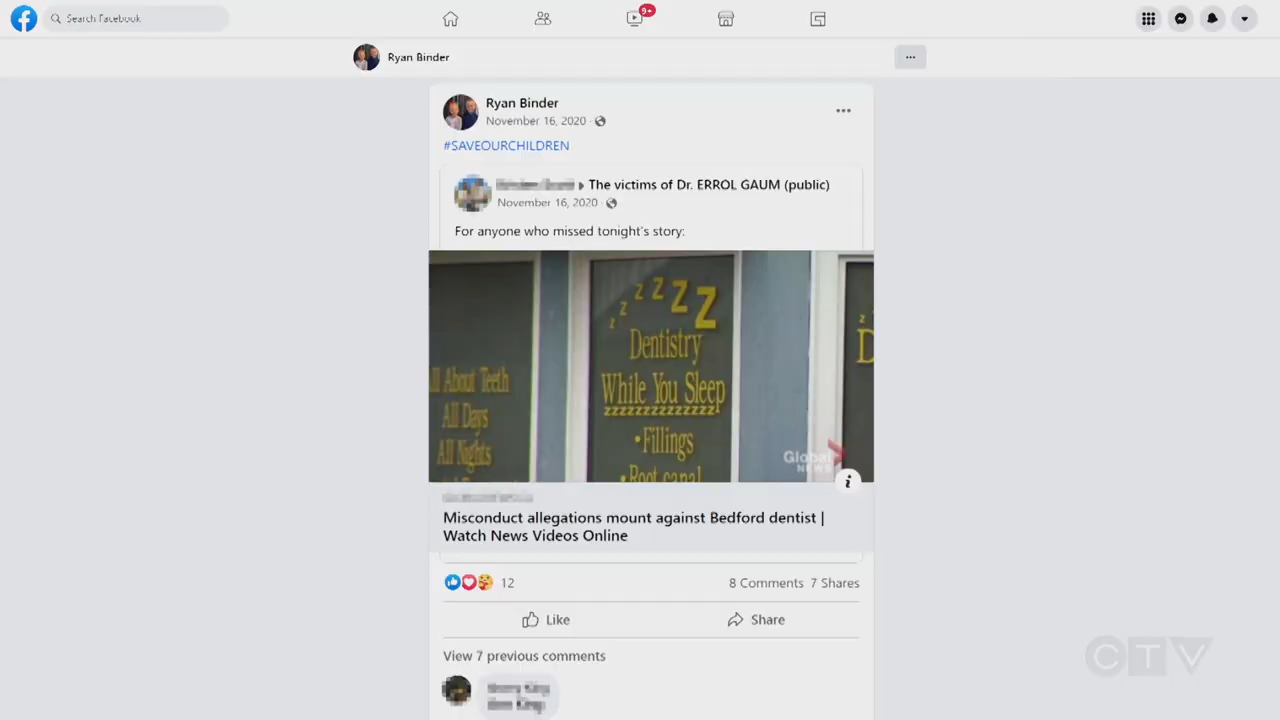 Search Facebook
9+
Ryan Binder
Ryan Binder
November 16, 2020 ·
#SAVEOURCHILDREN
The victims of Dr. ERROL GAUM (public)
November 16, 2020 ·
For anyone who missed tonight's story:
z z z z z z
Dentistry
While You Sleep
zzzzzzzzzzzzz
•Fillings
•Root canal
All About Teeth
All Days
All Nights
z
D
Global
NEWS
i
Misconduct allegations mount against Bedford dentist |
Watch News Videos Online
12
8 Comments 7 Shares
Like
Share
View 7 previous comments
CTV